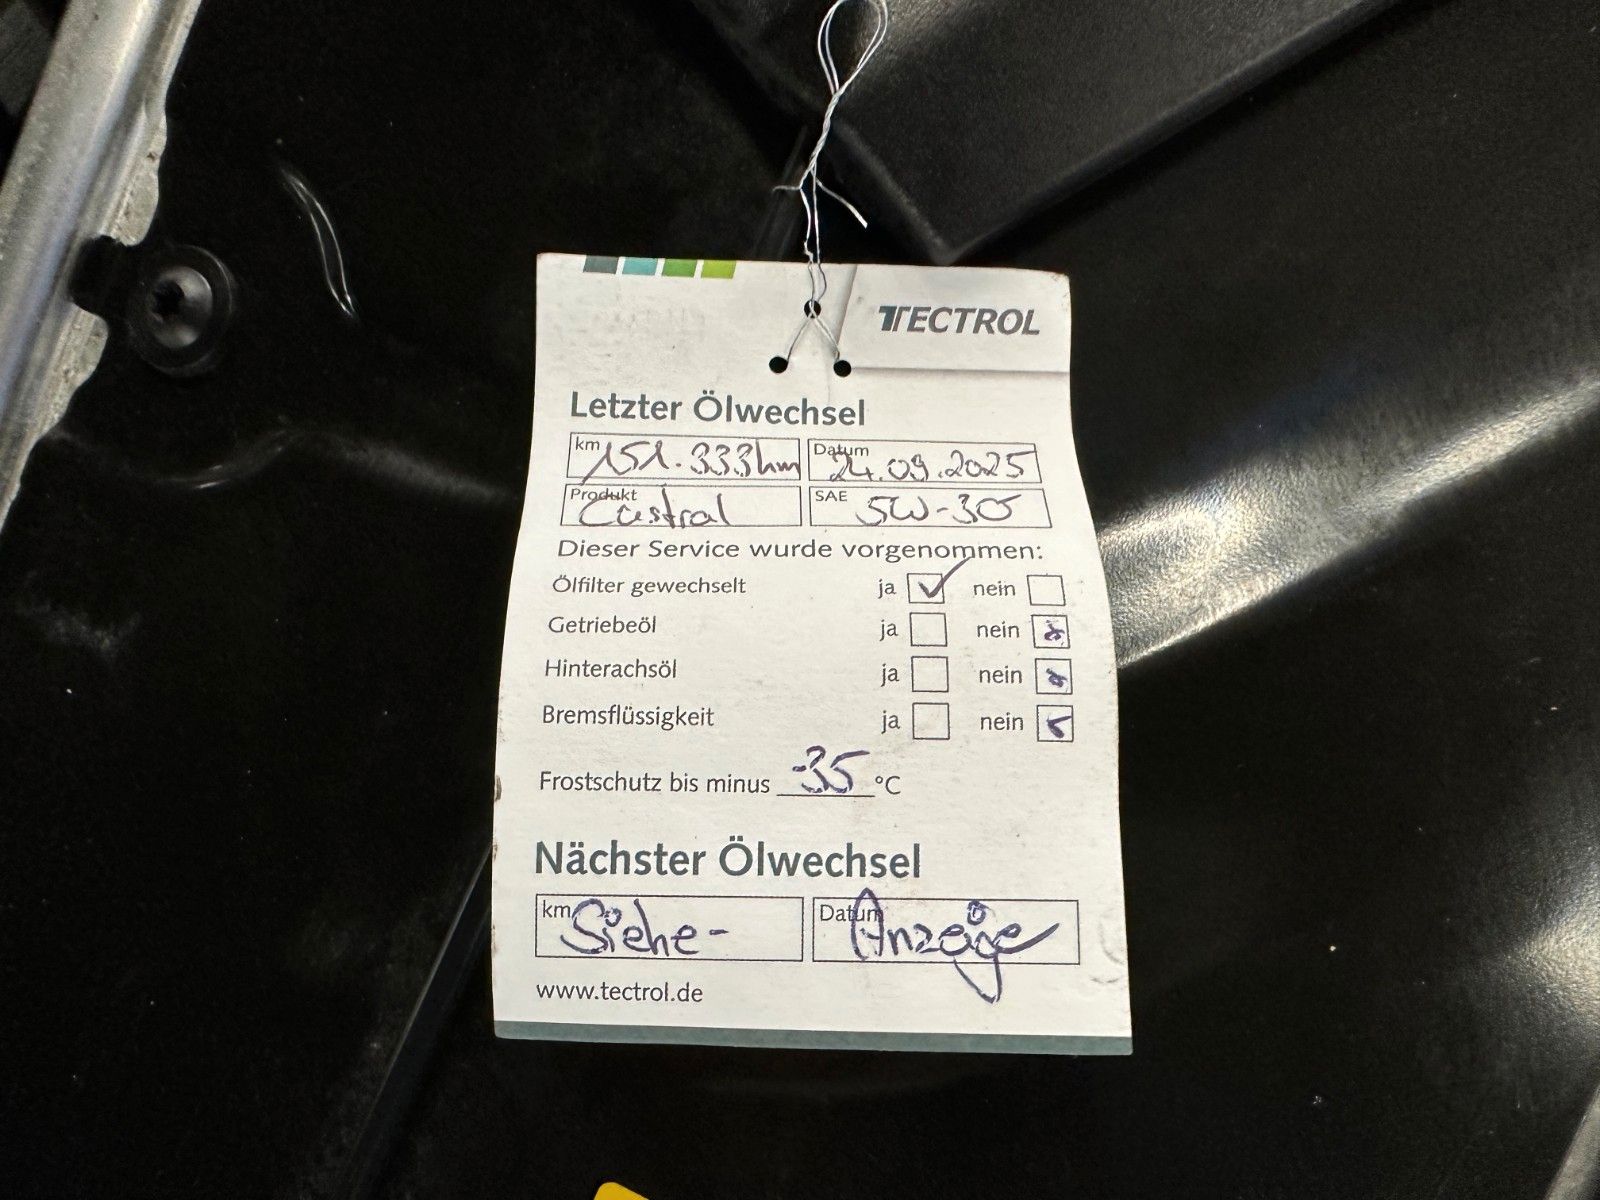 TECTROL
Letzter Ölwechsel
km 151.333km Datum 24.09.2025
Produkt Castral SAE 5W-30
Dieser Service wurde vorgenommen:
Ölfilter gewechselt ja ✓ nein
Getriebeöl ja nein
Hinterachsöl ja nein
Bremsflüssigkeit ja nein
Frostschutz bis minus -35 °C
Nächster Ölwechsel
km Siehe- Datum Anzeige
www.tectrol.de